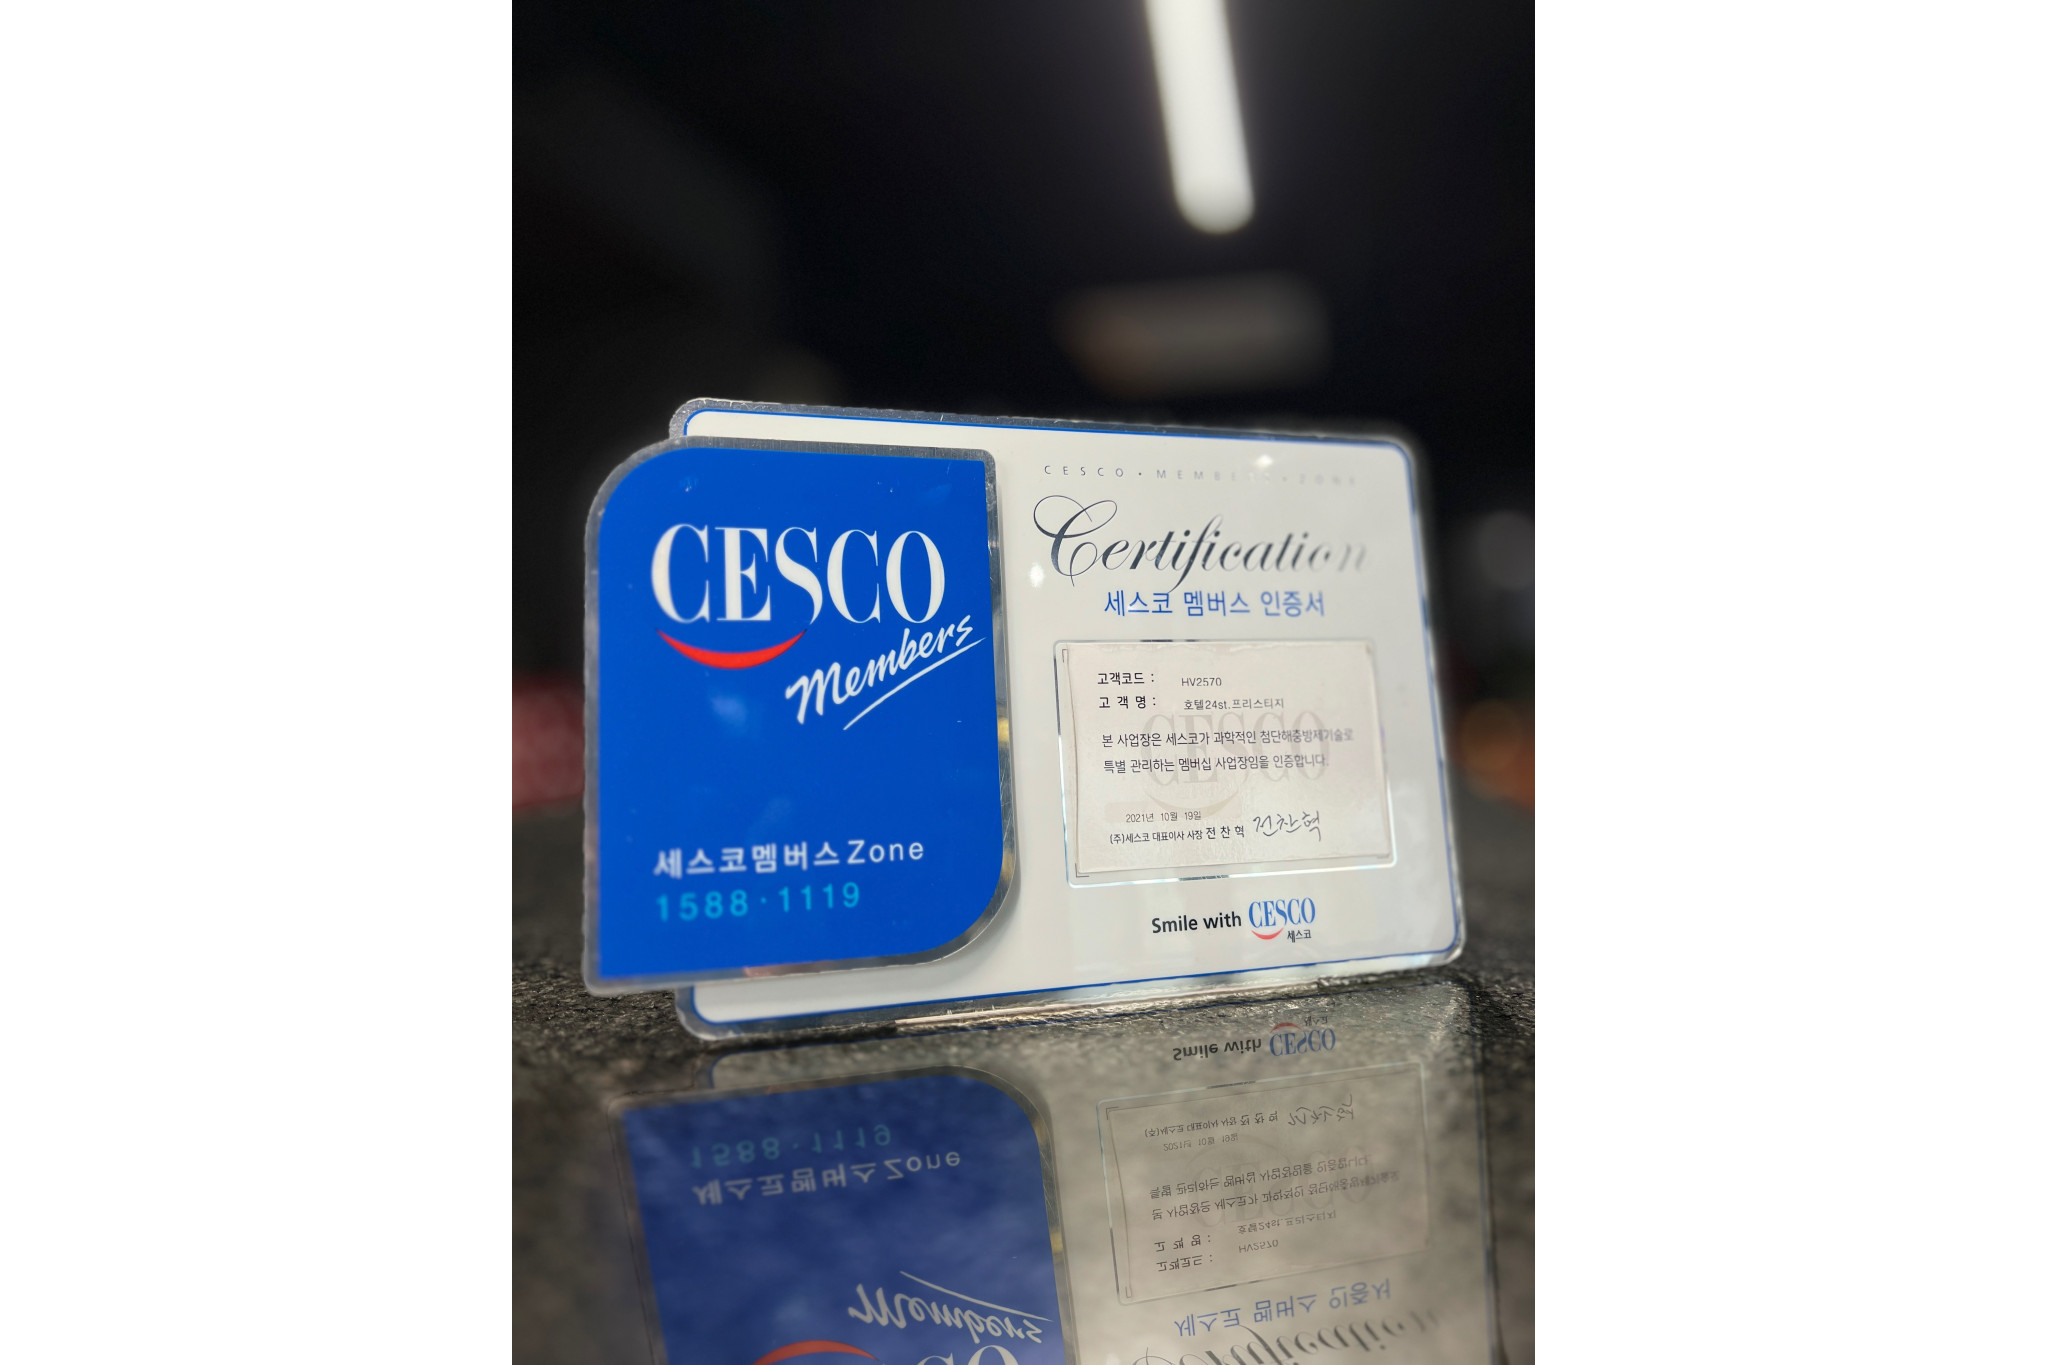 CESCO
Members
세스코멤버스Zone
1588·1119
CESCO·MEMBERS·ZONE
Certification
세스코 멤버스 인증서
고객코드 : HV2570
고 객 명 : 호텔24st.프리스티지
본 사업장은 세스코가 과학적인 첨단해충방제기술로
특별 관리하는 멤버십 사업장임을 인증합니다.
2021년 10월 19일
(주)세스코 대표이사 사장 전 찬 혁 전찬혁
Smile with CESCO
세스코